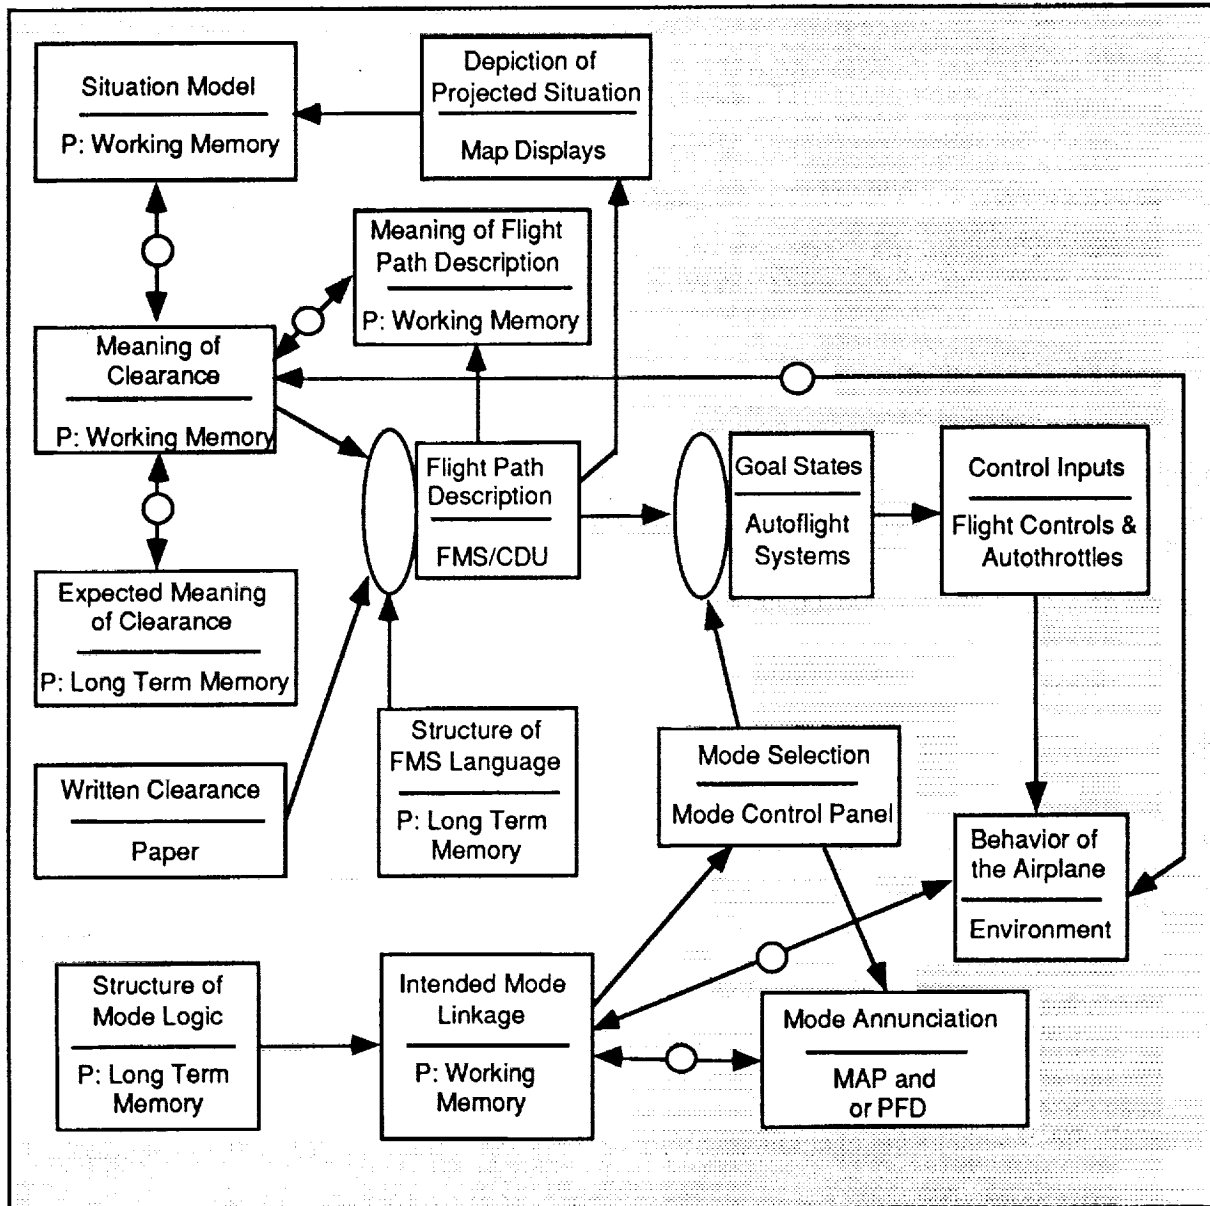 Situation Model
P: Working Memory
Depiction of
Projected Situation
Map Displays
Meaning of Flight
Path Description
P: Working Memory
Meaning of
Clearance
P: Working Memory
Flight Path
Description
FMS/CDU
Goal States
Autoflight
Systems
Control Inputs
Flight Controls &
Autothrottles
Expected Meaning
of Clearance
P: Long Term Memory
Structure of
FMS Language
P: Long Term
Memory
Mode Selection
Mode Control Panel
Written Clearance
Paper
Behavior of
the Airplane
Environment
Structure of
Mode Logic
P: Long Term
Memory
Intended Mode
Linkage
P: Working
Memory
Mode Annunciation
MAP and
or PFD